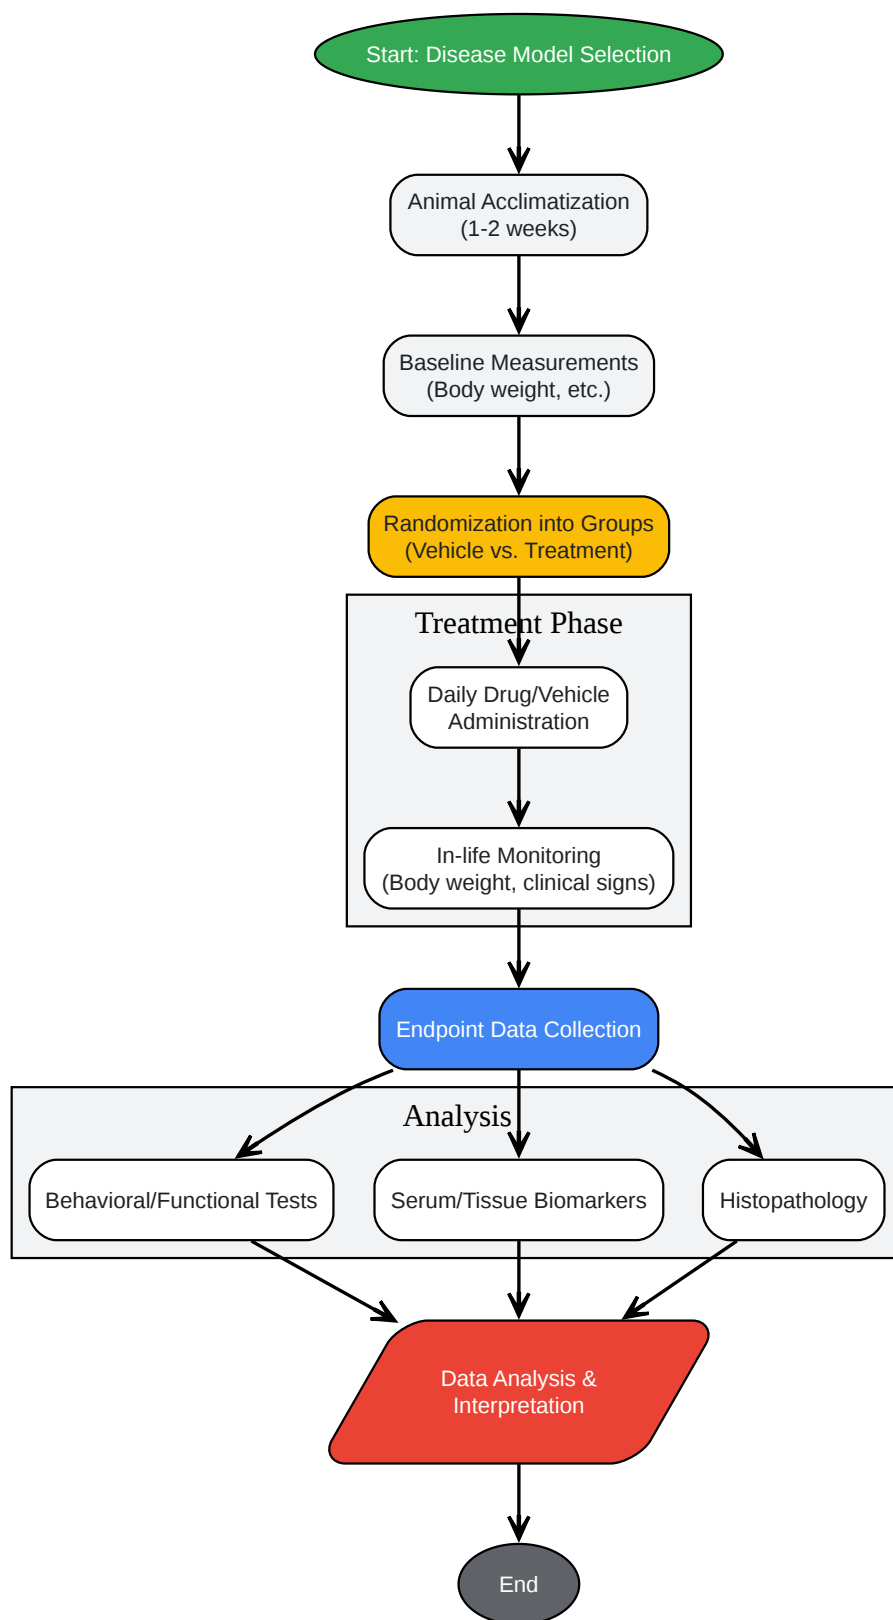 Start: Disease Model Selection
Animal Acclimatization
(1-2 weeks)
Baseline Measurements
(Body weight, etc.)
Randomization into Groups
(Vehicle vs. Treatment)
Treatment Phase
Daily Drug/Vehicle
Administration
In-life Monitoring
(Body weight, clinical signs)
Endpoint Data Collection
Analysis
Behavioral/Functional Tests
Serum/Tissue Biomarkers
Histopathology
Data Analysis &
Interpretation
End